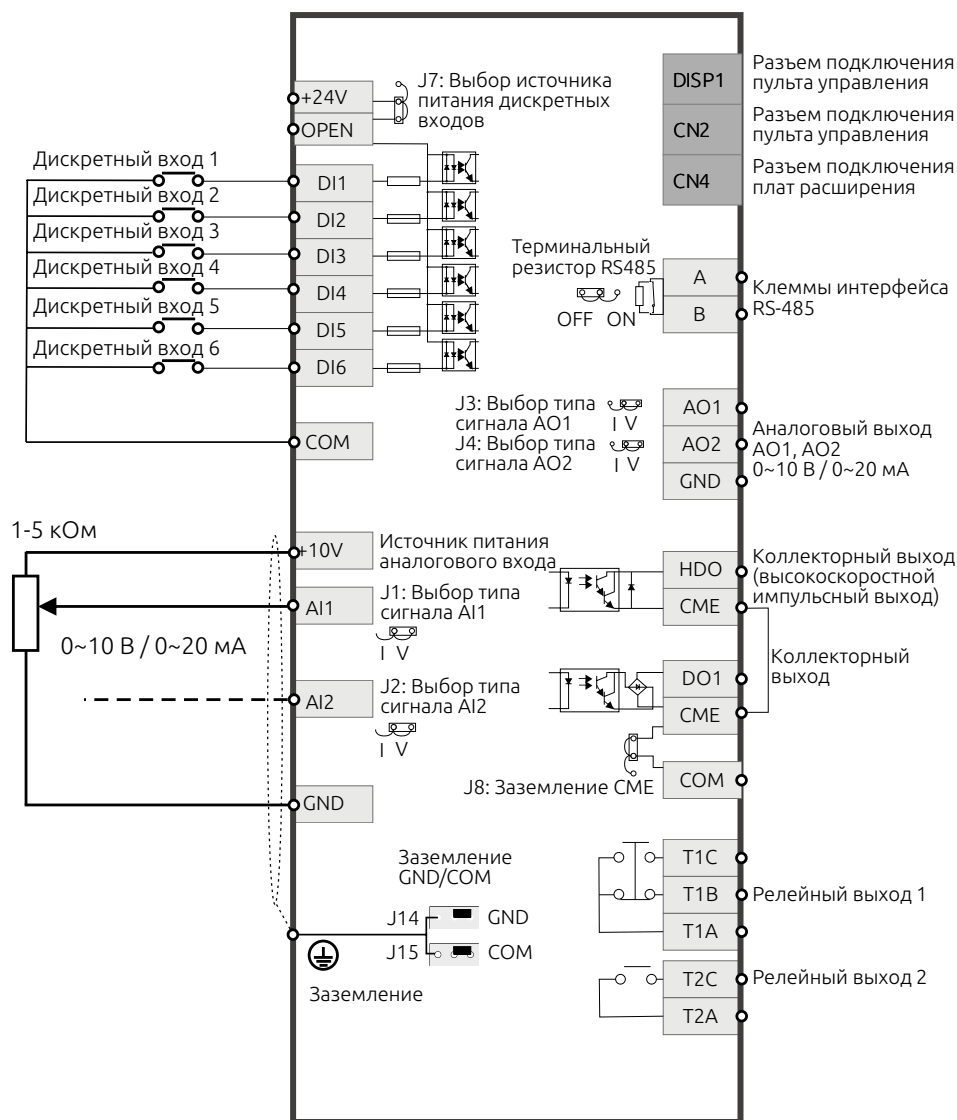 +24V
OPEN
J7: Выбор источника
питания дискретных
входов
DISP1
Разъем подключения
пульта управления
CN2
Разъем подключения
пульта управления
CN4
Разъем подключения
плат расширения
Дискретный вход 1
DI1
Дискретный вход 2
DI2
Дискретный вход 3
DI3
Дискретный вход 4
DI4
Дискретный вход 5
DI5
Дискретный вход 6
DI6
COM
Терминальный
резистор RS485
OFF ON
A
B
Клеммы интерфейса
RS-485
J3: Выбор типа
сигнала AO1
I V
J4: Выбор типа
сигнала AO2
I V
AO1
AO2
GND
Аналоговый выход
AO1, AO2
0~10 В / 0~20 мА
1-5 кОм
+10V
Источник питания
аналогового входа
AI1
J1: Выбор типа
сигнала AI1
I V
0~10 В / 0~20 мА
AI2
J2: Выбор типа
сигнала AI2
I V
GND
HDO
CME
Коллекторный выход
(высокоскоростной
импульсный выход)
DO1
CME
Коллекторный
выход
J8: Заземление CME
COM
Заземление
GND/COM
J14
GND
J15
COM
Заземление
T1C
T1B
T1A
Релейный выход 1
T2C
T2A
Релейный выход 2